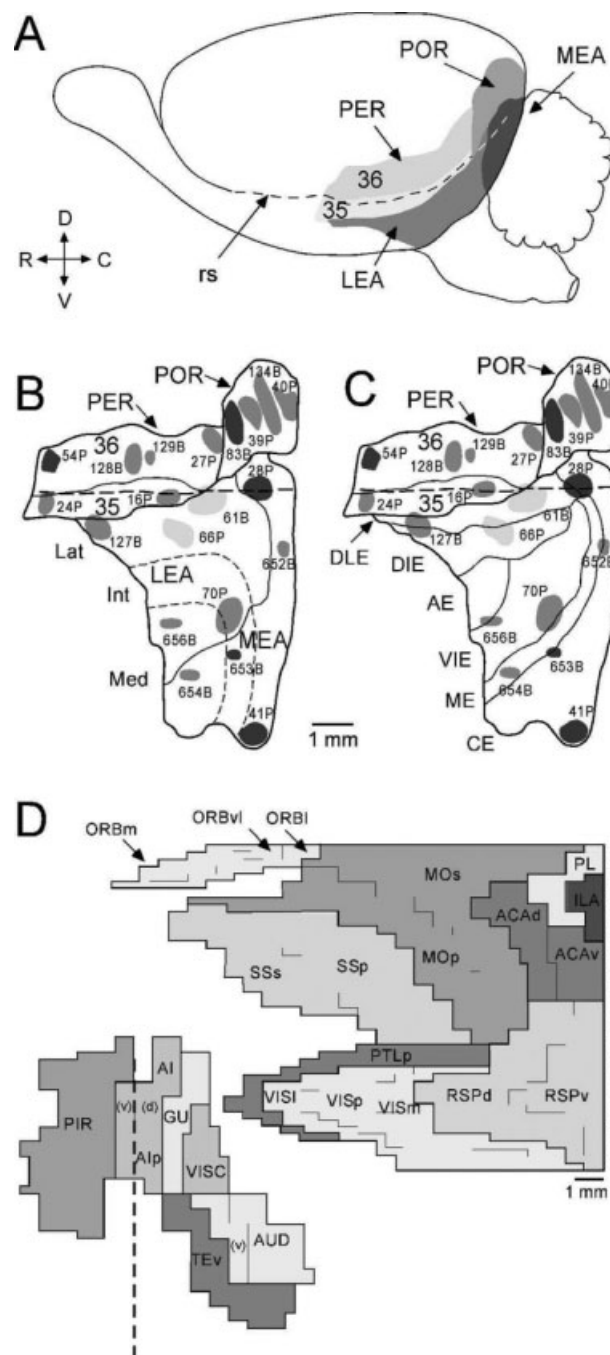 A
POR
MEA
PER
36
35
D
R C
V
rs
LEA
B
POR
134B
40P
PER
39P
36
129B
83B
54P
128B
27P
28P
24P
35
16P
61B
127B
66P
Lat
LEA
652B
Int
70P
MEA
656B
653B
Med
654B
41P
1 mm
C
POR
134B
40P
PER
39P
36
129B
83B
54P
128B
27P
28P
24P
35
16P
61B
127B
66P
DLE
DIE
652B
AE
70P
656B
VIE
653B
ME
654B
41P
CE
D
ORBvl
ORBl
ORBm
PL
MOs
ILA
ACAd
MOp
ACAv
SSs
SSp
PTLp
AI
VISl
VISp
VISm
RSPd
RSPv
(v)
(d)
PIR
GU
AIp
VISC
1 mm
(v)
AUD
TEv